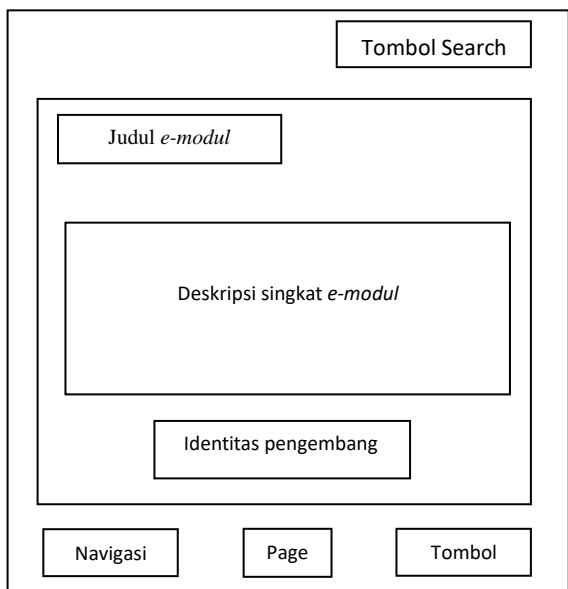 Tombol Search
Judul e-modul
Deskripsi singkat e-modul
Identitas pengembang
Navigasi
Page
Tombol